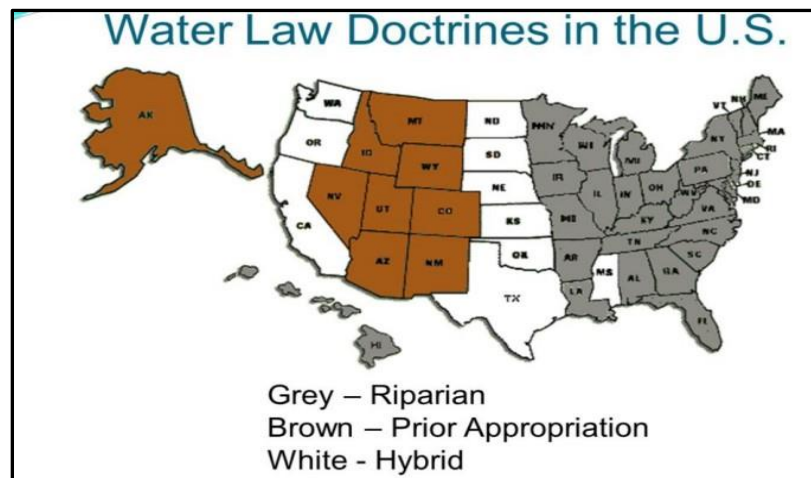 Water Law Doctrines in the U.S.
AK
WA
MT
ND
MN
VT
NH
ME
OR
ID
SD
WI
MI
NY
MA
RI
CT
WY
NE
PA
NJ
DE
MD
NV
UT
CO
IL
IN
OH
WV
VA
CA
KS
KY
NC
AZ
NM
OK
AR
TN
SC
TX
LA
MS
AL
GA
HI
Grey – Riparian
Brown – Prior Appropriation
White - Hybrid